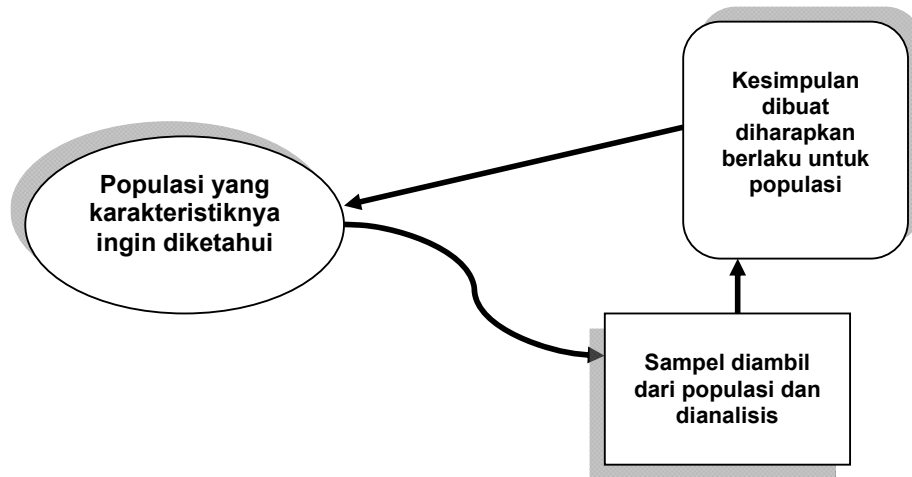 Populasi yang
karakteristiknya
ingin diketahui
Kesimpulan
dibuat
diharapkan
berlaku untuk
populasi
Sampel diambil
dari populasi dan
dianalisis